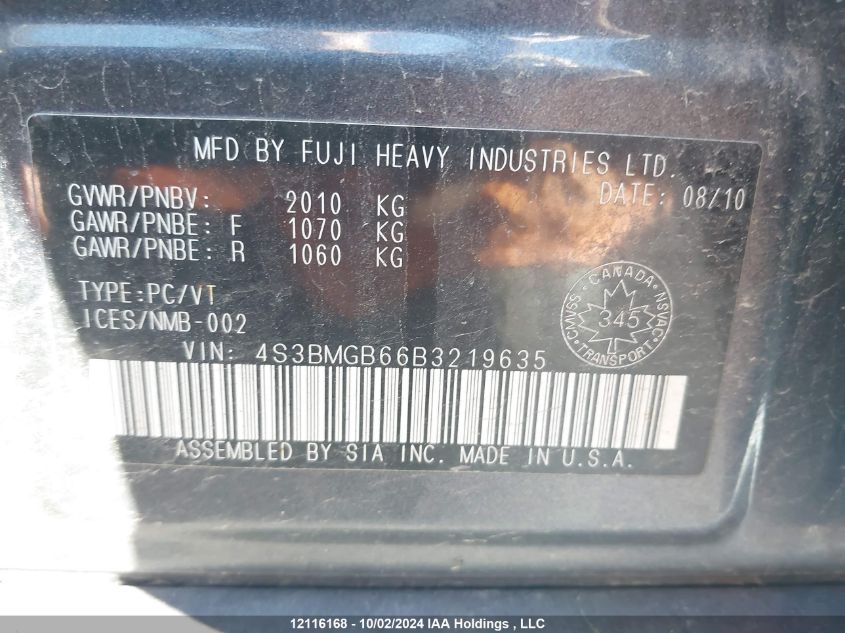 MFD BY FUJI HEAVY INDUSTRIES LTD.
GVWR/PNBV: 2010 KG DATE: 08/10
GAWR/PNBE: F 1070 KG
GAWR/PNBE: R 1060 KG
TYPE:PC/VT
ICES/NMB-002
CANADA
CMVSS 345 NSVAC
TRANSPORT
VIN: 4S3BMGB66B3219635
ASSEMBLED BY SIA INC. MADE IN U.S.A.
12116168 - 10/02/2024 IAA Holdings , LLC